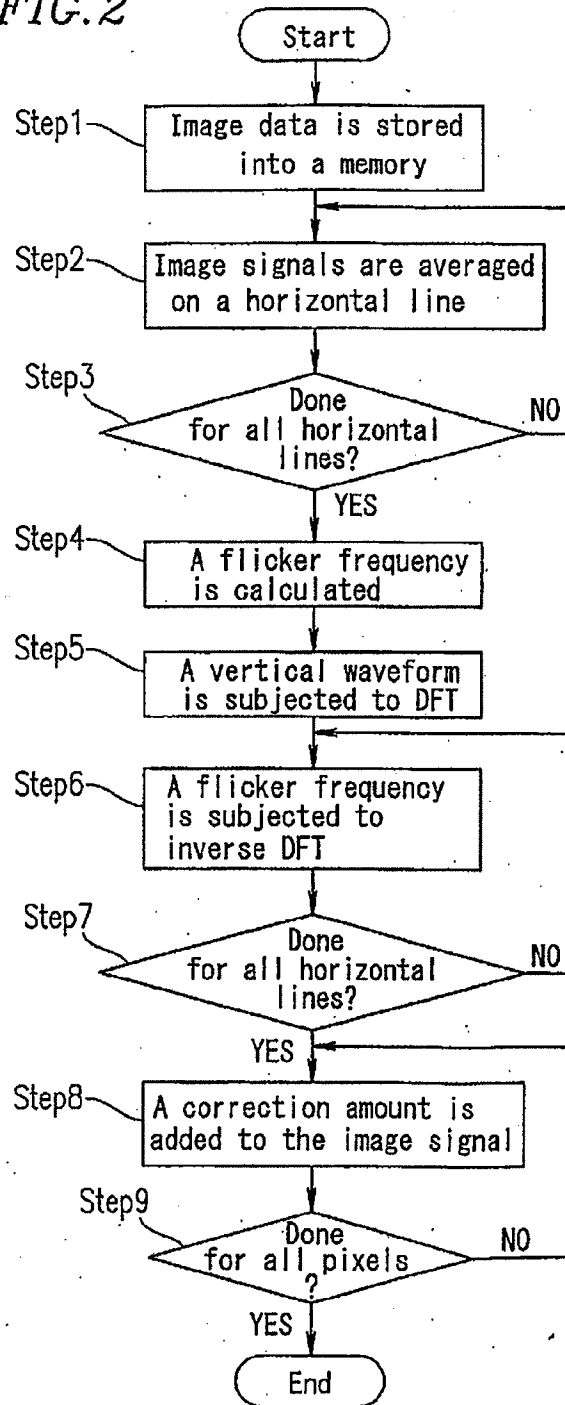 FIG.2
Start
Step1
Image data is stored
into a memory
Step2
Image signals are averaged
on a horizontal line
Step3
Done
for all horizontal
lines?
NO
YES
Step4
A flicker frequency
is calculated
Step5
A vertical waveform
is subjected to DFT
Step6
A flicker frequency
is subjected to
inverse DFT
Step7
Done
for all horizontal
lines?
NO
YES
Step8
A correction amount is
added to the image signal
Step9
Done
for all pixels
?
NO
YES
End